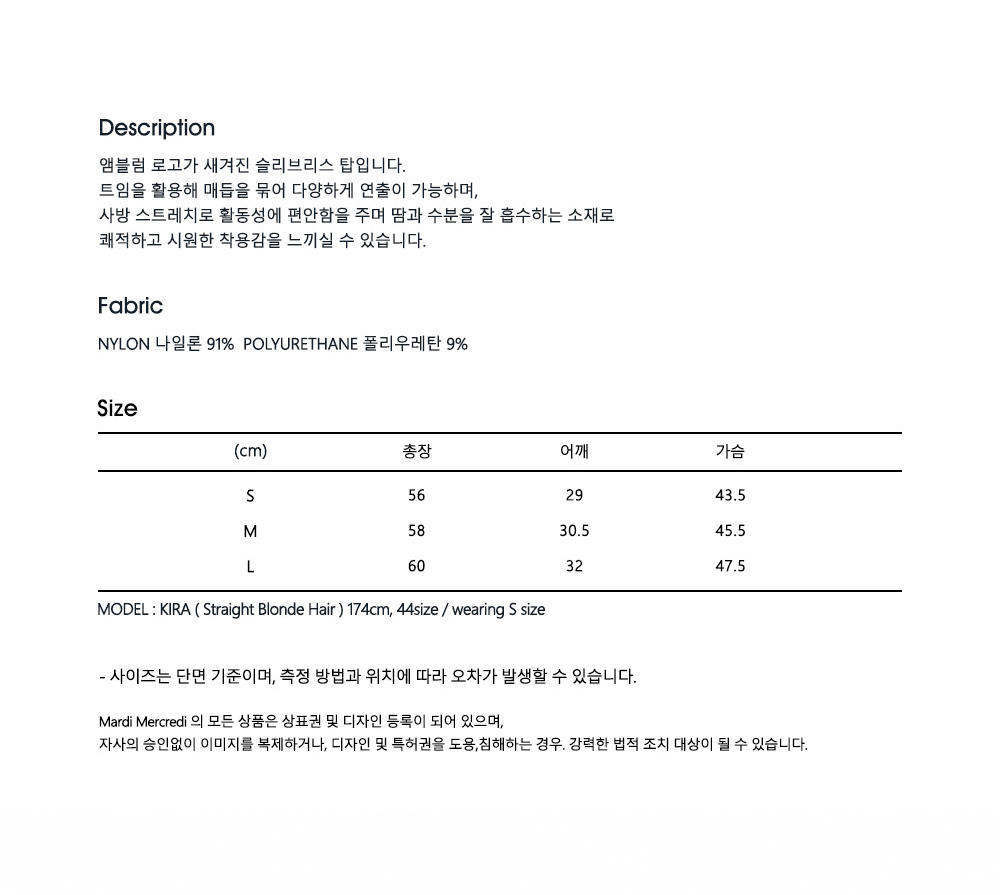 Description
앰블럼 로고가 새겨진 슬리브리스 탑입니다.
트임을 활용해 매듭을 묶어 다양하게 연출이 가능하며,
사방 스트레치로 활동성에 편안함을 주며 땀과 수분을 잘 흡수하는 소재로
쾌적하고 시원한 착용감을 느끼실 수 있습니다.
Fabric
NYLON 나일론 91% POLYURETHANE 폴리우레탄 9%
Size
(cm) 총장 어깨 가슴
S 56 29 43.5
M 58 30.5 45.5
L 60 32 47.5
MODEL : KIRA ( Straight Blonde Hair ) 174cm, 44size / wearing S size
- 사이즈는 단면 기준이며, 측정 방법과 위치에 따라 오차가 발생할 수 있습니다.
Mardi Mercredi 의 모든 상품은 상표권 및 디자인 등록이 되어 있으며,
자사의 승인없이 이미지를 복제하거나, 디자인 및 특허권을 도용,침해하는 경우. 강력한 법적 조치 대상이 될 수 있습니다.